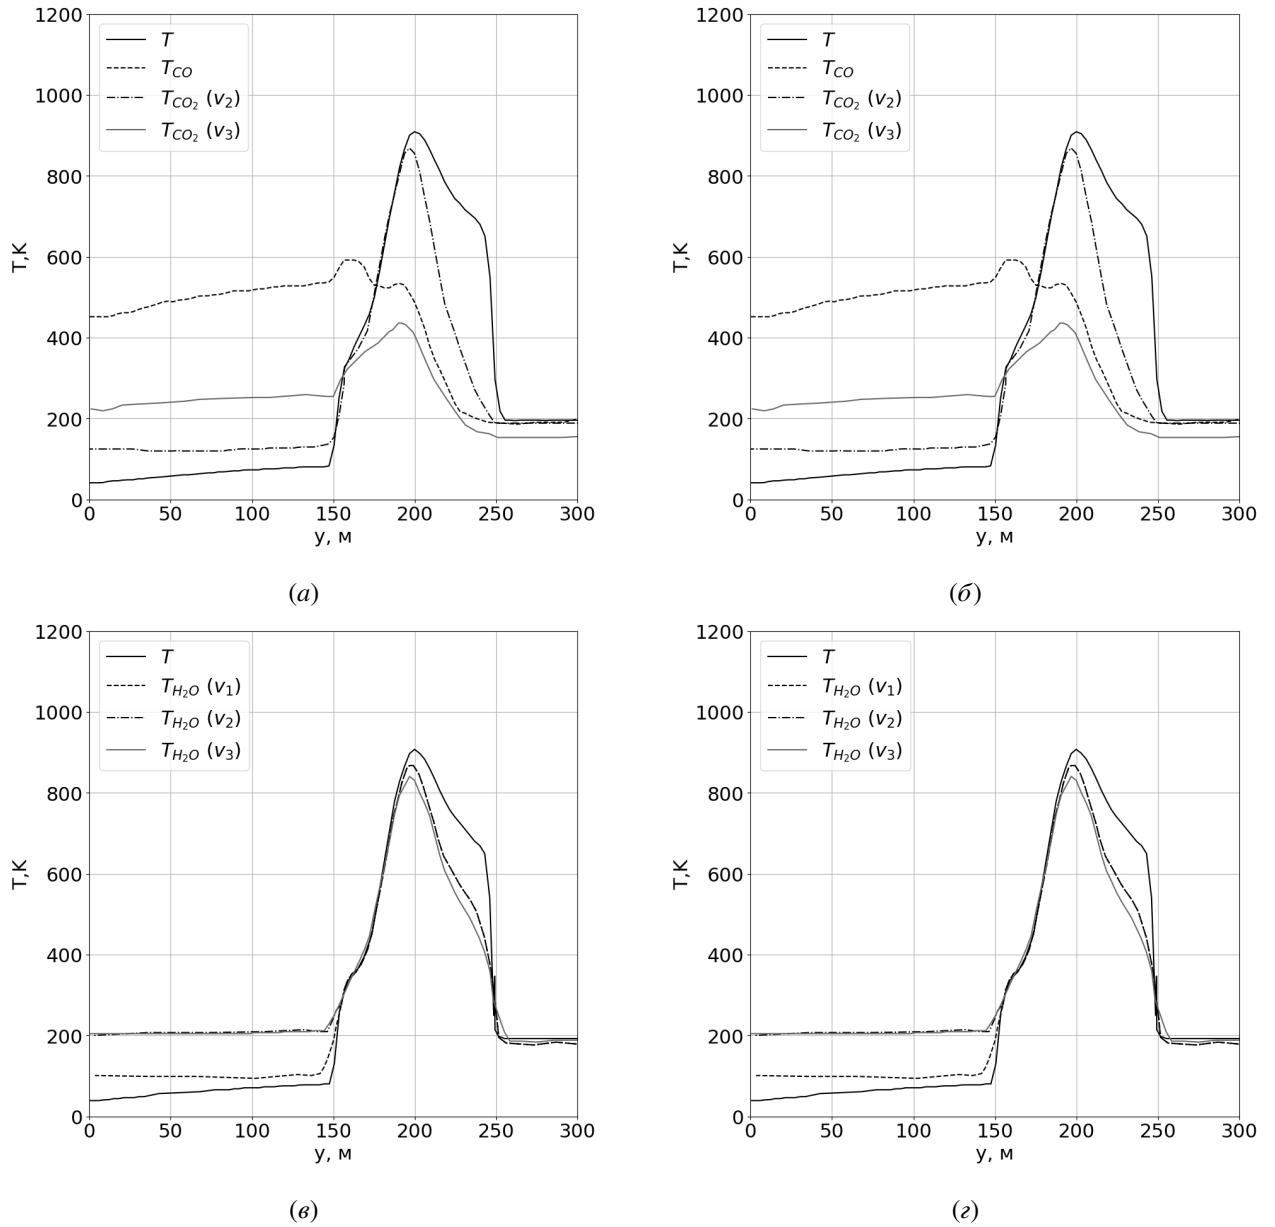 1200
1000
800
600
400
200
0
T,K
T
T_CO
T_CO₂ (v₂)
T_CO₂ (v₃)
0 50 100 150 200 250 300
y, м
(а)
1200
1000
800
600
400
200
0
T,K
T
T_CO
T_CO₂ (v₂)
T_CO₂ (v₃)
0 50 100 150 200 250 300
y, м
(б)
1200
1000
800
600
400
200
0
T,K
T
T_H₂O (v₁)
T_H₂O (v₂)
T_H₂O (v₃)
0 50 100 150 200 250 300
y, м
(в)
1200
1000
800
600
400
200
0
T,K
T
T_H₂O (v₁)
T_H₂O (v₂)
T_H₂O (v₃)
0 50 100 150 200 250 300
y, м
(г)